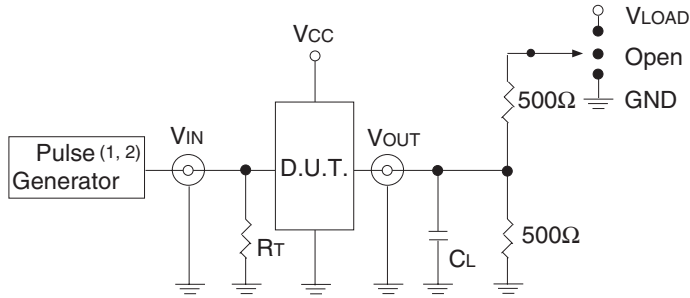 VLOAD
VCC
Open
500Ω
GND
Pulse (1, 2)
Generator
VIN
D.U.T.
VOUT
RT
CL
500Ω